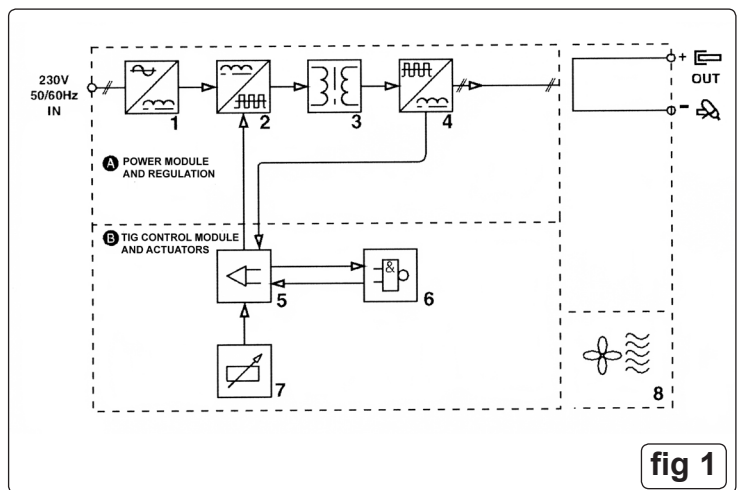 230V
50/60Hz
IN
1
2
3
4
+
OUT
-
A POWER MODULE
AND REGULATION
B TIG CONTROL MODULE
AND ACTUATORS
5
&
6
7
8
fig 1